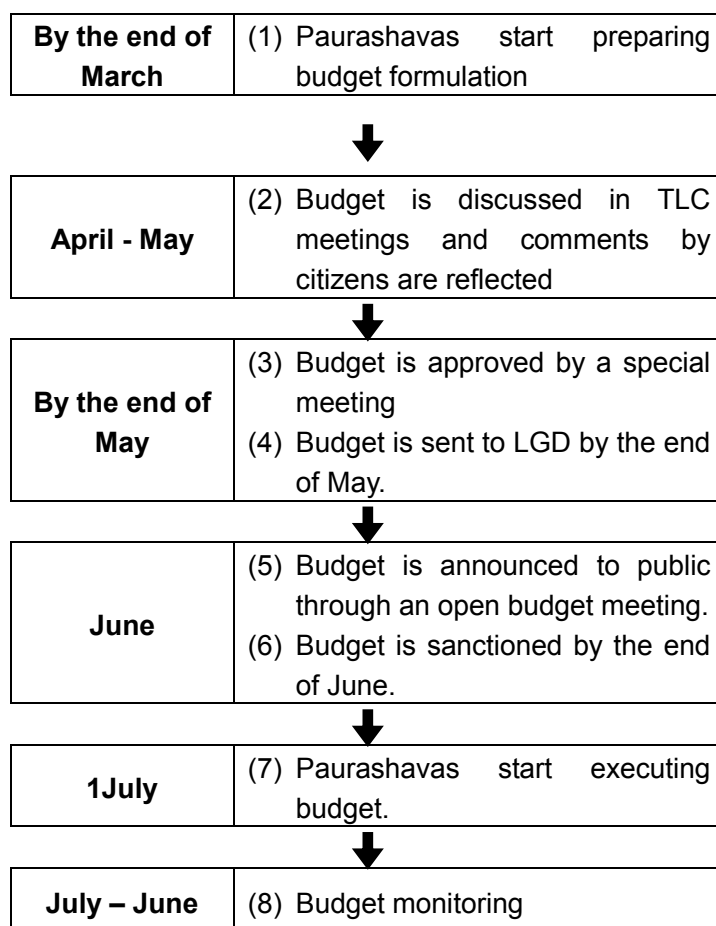 By the end of
March
(1) Paurashavas start preparing
budget formulation
April - May
(2) Budget is discussed in TLC
meetings and comments by
citizens are reflected
By the end of
May
(3) Budget is approved by a special
meeting
(4) Budget is sent to LGD by the end
of May.
June
(5) Budget is announced to public
through an open budget meeting.
(6) Budget is sanctioned by the end
of June.
1July
(7) Paurashavas start executing
budget.
July – June
(8) Budget monitoring